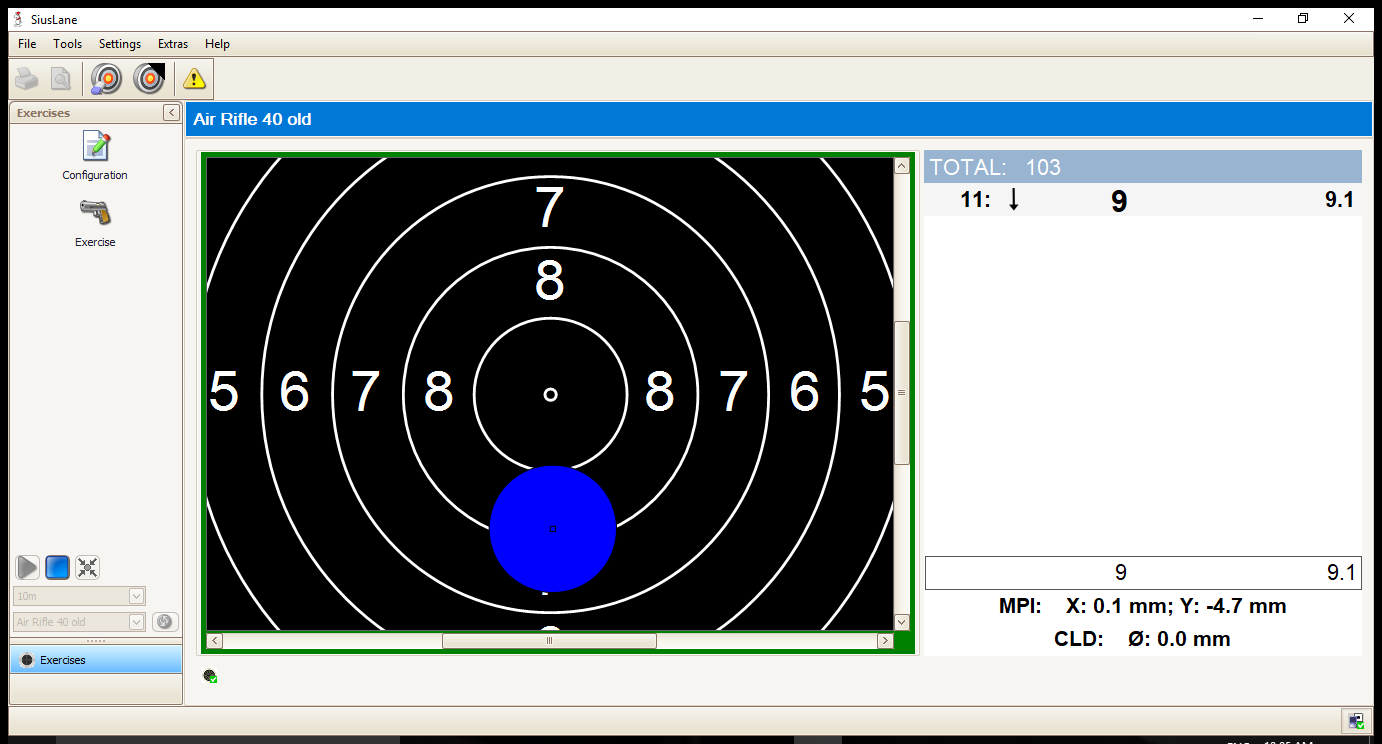 SiusLane
File Tools Settings Extras Help
Exercises
Configuration
Exercise
10m
Air Rifle 40 old
Exercises
Air Rifle 40 old
7
8
5 6 7 8 8 7 6 5
TOTAL: 103
11: ↓ 9 9.1
9 9.1
MPI: X: 0.1 mm; Y: -4.7 mm
CLD: Ø: 0.0 mm